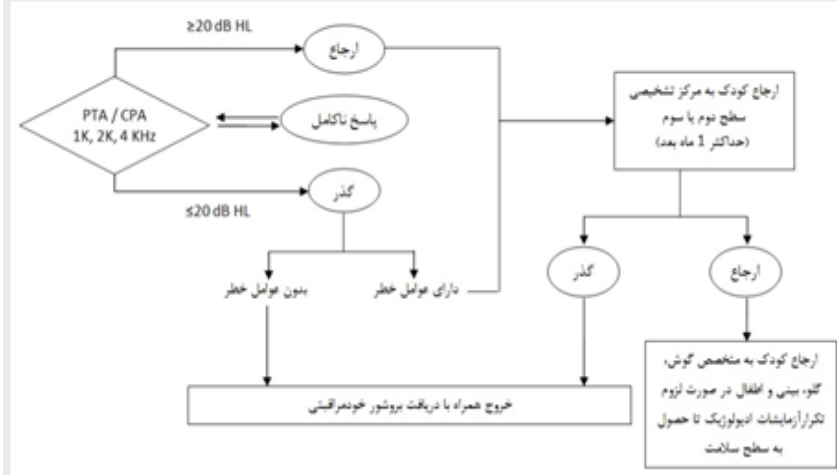 ≥20 dB HL
ارجاع
PTA / CPA
1K, 2K, 4 KHz
پاسخ ناکامل
≤20 dB HL
گذر
بدون عوامل خطر
دارای عوامل خطر
ارجاع کودک به مرکز تشخیصی
سطح دوم یا سوم
(حداکثر 1 ماه بعد)
گذر
ارجاع
خروج همراه با دریافت بروشور خودمراقبتی
ارجاع کودک به متخصص گوش،
گلو، بینی و اطفال در صورت لزوم
تکرارآزمایشات ادیولوژیک تا حصول
به سطح سلامت